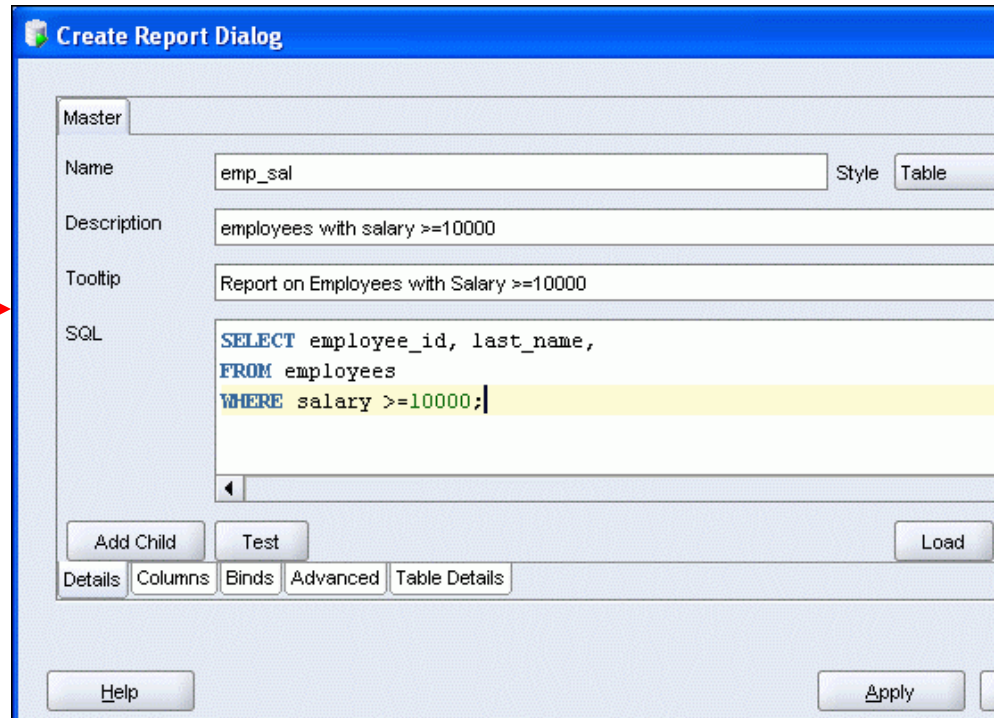 Create Report Dialog
Master
Name emp_sal Style Table
Description employees with salary >=10000
Tooltip Report on Employees with Salary >=10000
SQL SELECT employee_id, last_name,
FROM employees
WHERE salary >=10000;
Add Child Test Load
Details Columns Binds Advanced Table Details
Help Apply